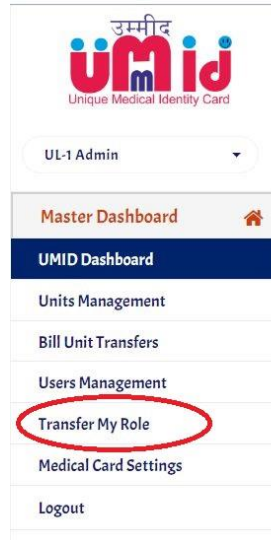 उम्मीद
UMID
Unique Medical Identity Card
UL-1 Admin
Master Dashboard
UMID Dashboard
Units Management
Bill Unit Transfers
Users Management
Transfer My Role
Medical Card Settings
Logout